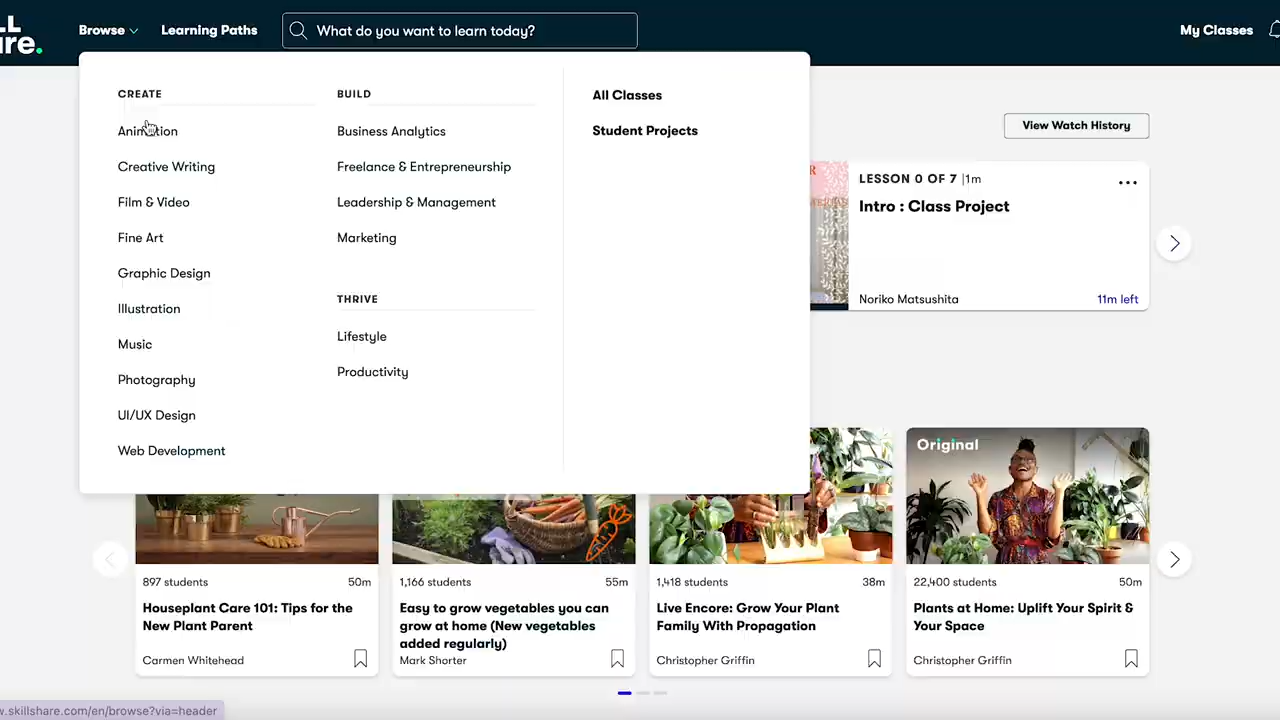 LL
re.
Browse
Learning Paths
What do you want to learn today?
My Classes
CREATE
Animation
Creative Writing
Film & Video
Fine Art
Graphic Design
Illustration
Music
Photography
UI/UX Design
Web Development
BUILD
Business Analytics
Freelance & Entrepreneurship
Leadership & Management
Marketing
THRIVE
Lifestyle
Productivity
All Classes
Student Projects
View Watch History
R
LESSON 0 OF 7 |1m
Intro : Class Project
Noriko Matsushita
11m left
Original
897 students 50m
Houseplant Care 101: Tips for the
New Plant Parent
Carmen Whitehead
1,166 students 55m
Easy to grow vegetables you can
grow at home (New vegetables
added regularly)
Mark Shorter
1,418 students 38m
Live Encore: Grow Your Plant
Family With Propagation
Christopher Griffin
22,400 students 50m
Plants at Home: Uplift Your Spirit &
Your Space
Christopher Griffin
w.skillshare.com/en/browse?via=header